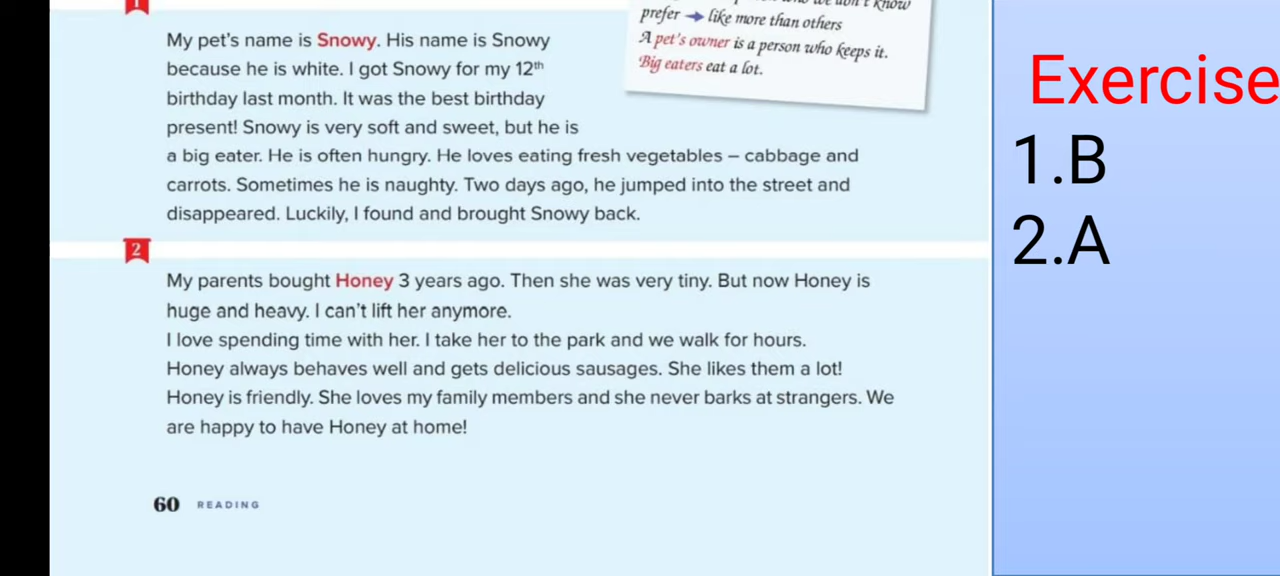 1
know
prefer → like more than others
A pet's owner is a person who keeps it.
Big eaters eat a lot.
My pet's name is Snowy. His name is Snowy
because he is white. I got Snowy for my 12th
birthday last month. It was the best birthday
present! Snowy is very soft and sweet, but he is
a big eater. He is often hungry. He loves eating fresh vegetables – cabbage and
carrots. Sometimes he is naughty. Two days ago, he jumped into the street and
disappeared. Luckily, I found and brought Snowy back.
2
My parents bought Honey 3 years ago. Then she was very tiny. But now Honey is
huge and heavy. I can't lift her anymore.
I love spending time with her. I take her to the park and we walk for hours.
Honey always behaves well and gets delicious sausages. She likes them a lot!
Honey is friendly. She loves my family members and she never barks at strangers. We
are happy to have Honey at home!
60 READING
Exercise
1.B
2.A